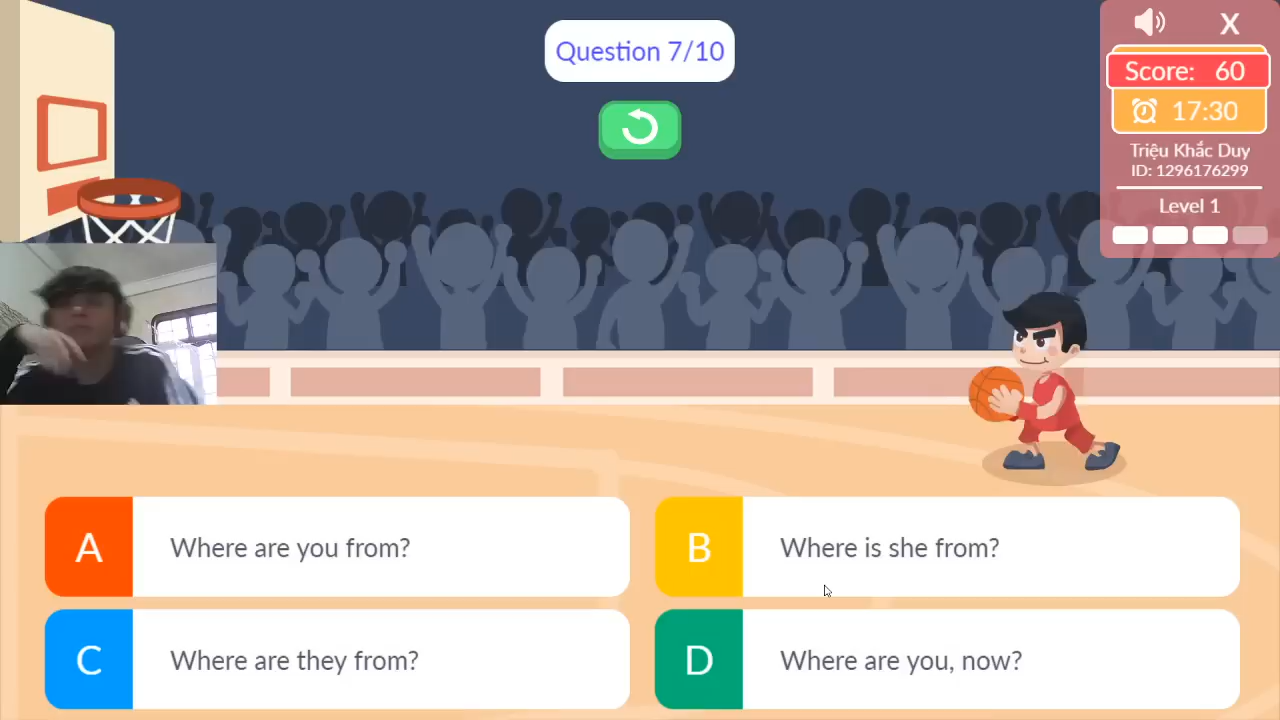 Question 7/10
X
Score: 60
17:30
Triệu Khắc Duy
ID: 1296176299
Level 1
A Where are you from?
B Where is she from?
C Where are they from?
D Where are you, now?